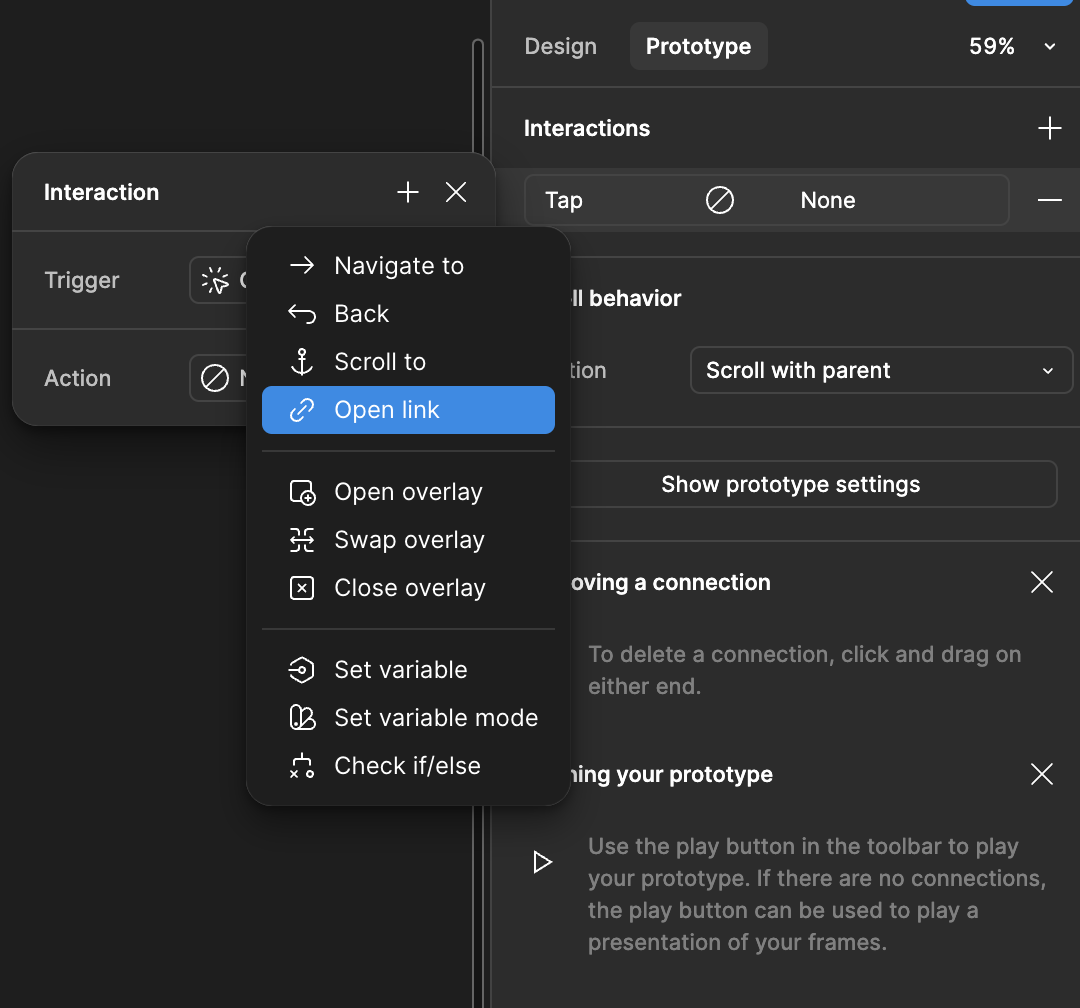 Design
Prototype
59%
Interactions
Tap
None
Interaction
Trigger
Action
Navigate to
Back
Scroll to
Open link
Open overlay
Swap overlay
Close overlay
Set variable
Set variable mode
Check if/else
behavior
Scroll with parent
Show prototype settings
a connection
To delete a connection, click and drag on
either end.
your prototype
Use the play button in the toolbar to play
your prototype. If there are no connections,
the play button can be used to play a
presentation of your frames.